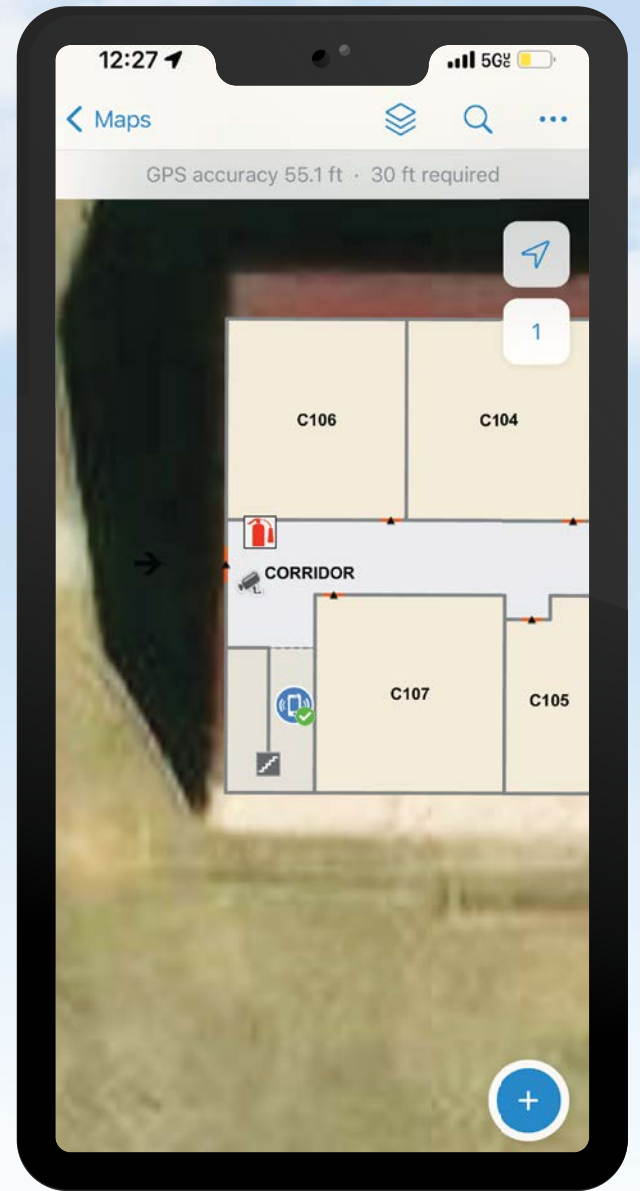 12:27
5G
Maps
GPS accuracy 55.1 ft · 30 ft required
1
C106
C104
CORRIDOR
C107
C105